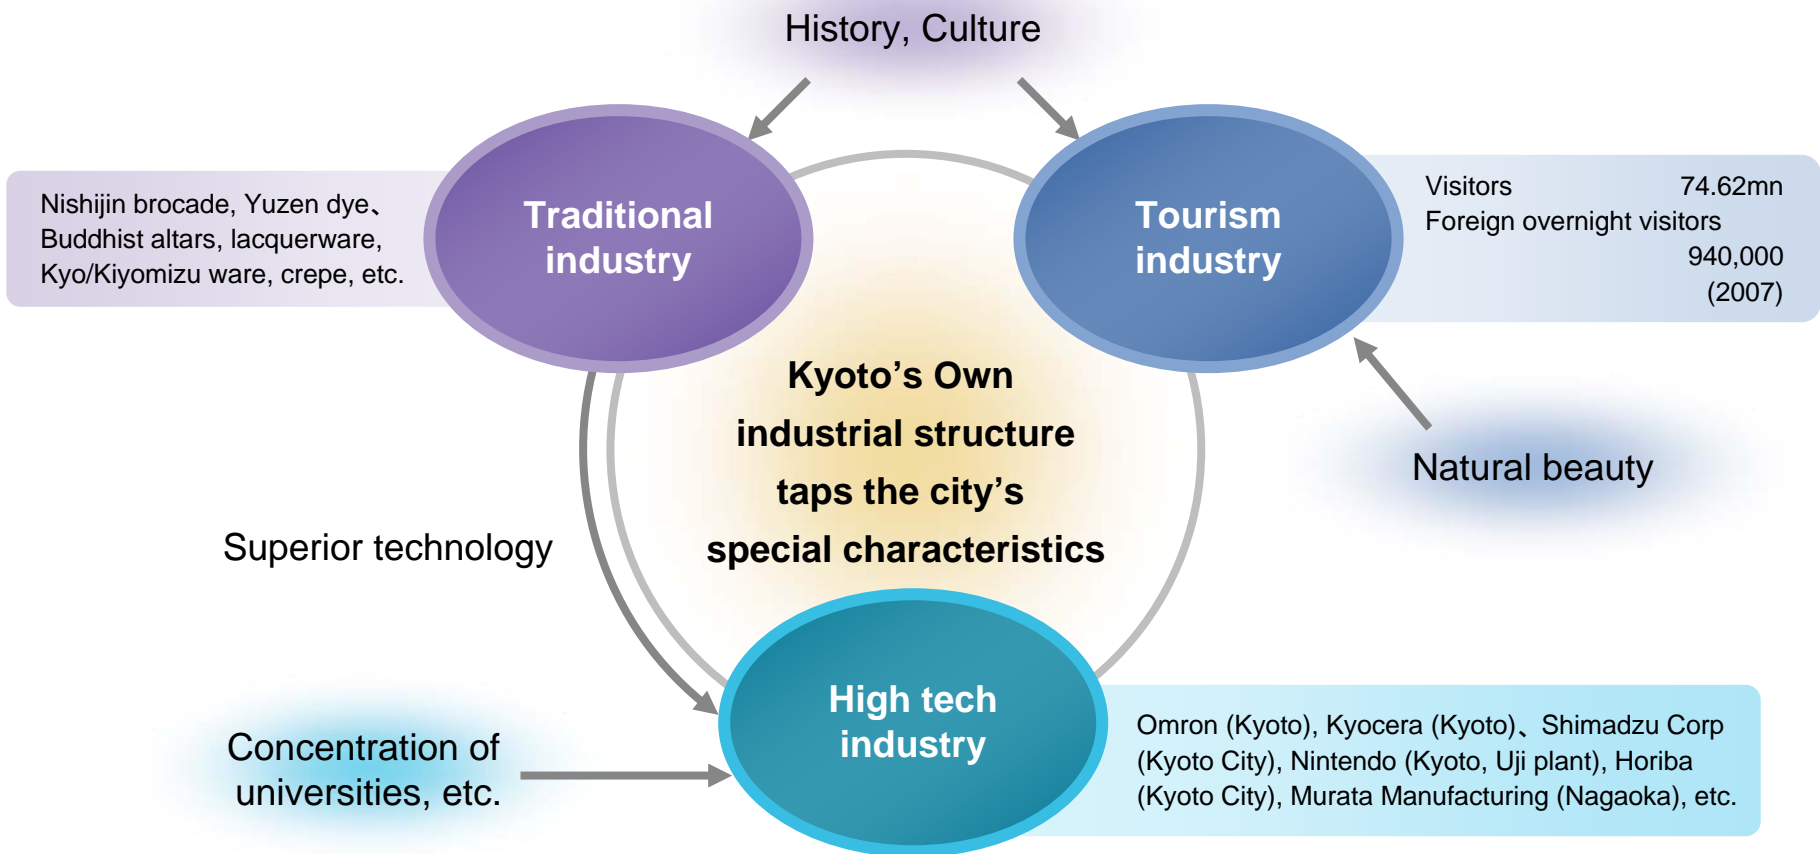 History, Culture
Traditional
industry
Tourism
industry
Nishijin brocade, Yuzen dye、
Buddhist altars, lacquerware,
Kyo/Kiyomizu ware, crepe, etc.
Visitors 74.62mn
Foreign overnight visitors
940,000
(2007)
Kyoto’s Own
industrial structure
taps the city’s
special characteristics
Natural beauty
Superior technology
High tech
industry
Concentration of
universities, etc.
Omron (Kyoto), Kyocera (Kyoto)、Shimadzu Corp
(Kyoto City), Nintendo (Kyoto, Uji plant), Horiba
(Kyoto City), Murata Manufacturing (Nagaoka), etc.